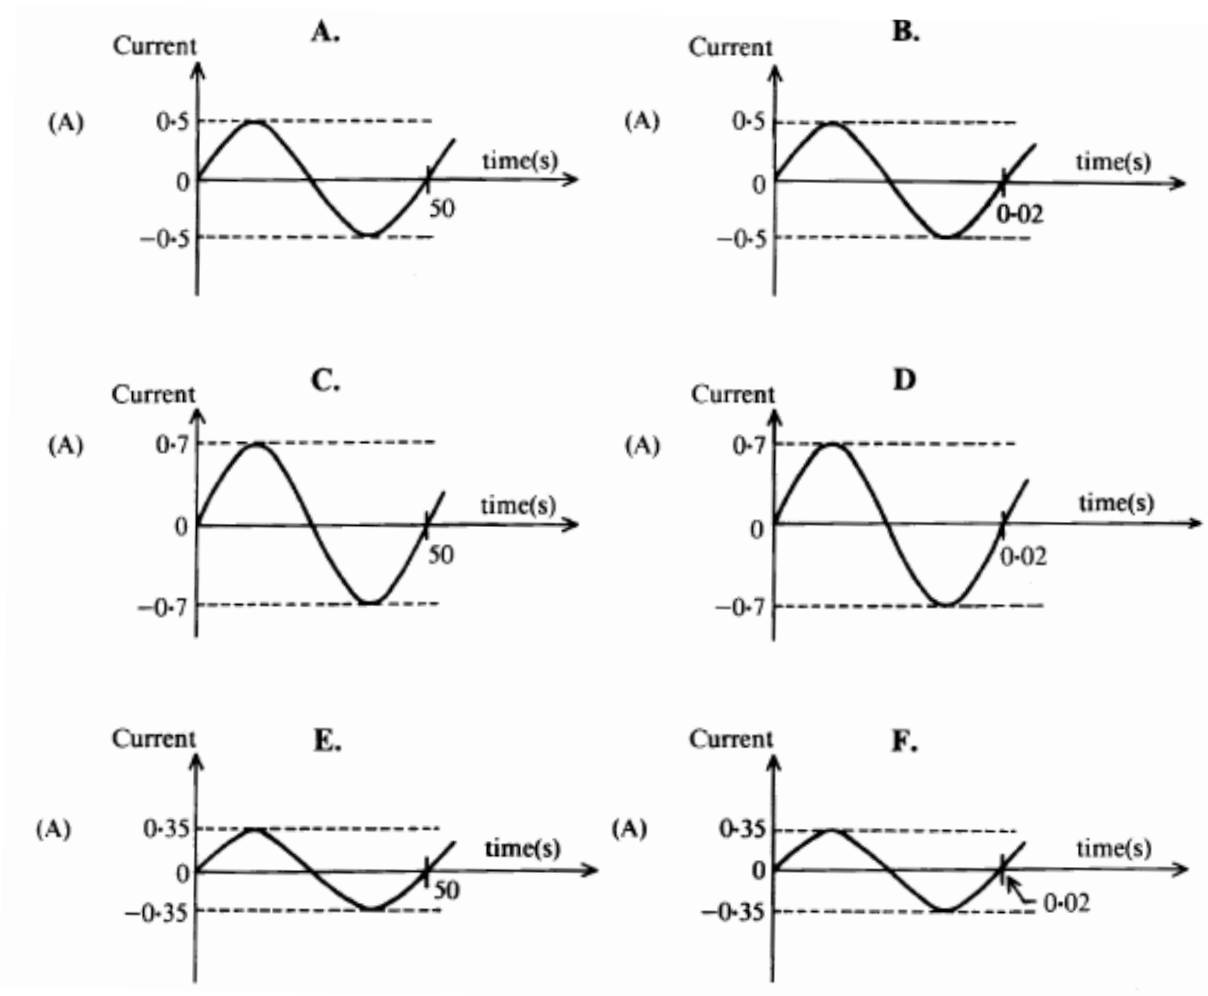 A.
Current
(A)
0·5
time(s)
0
50
−0·5
B.
Current
(A)
0·5
time(s)
0
0·02
−0·5
C.
Current
(A)
0·7
time(s)
0
50
−0·7
D
Current
(A)
0·7
time(s)
0
0·02
−0·7
E.
Current
(A)
0·35
time(s)
0
50
−0·35
F.
Current
(A)
0·35
time(s)
0
0·02
−0·35